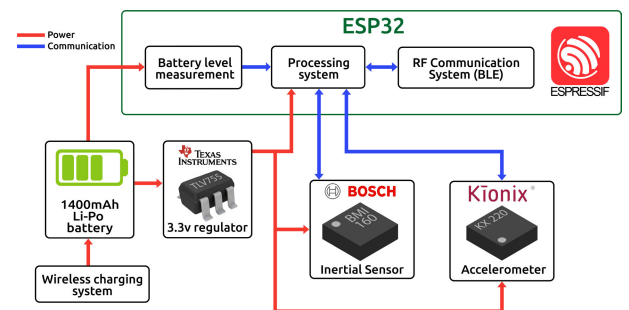 ESP32
Power
Communication
Battery level
measurement
Processing
system
RF Communication
System (BLE)
ESPRESSIF
TEXAS
INSTRUMENTS
TLV755
3.3v regulator
1400mAh
Li-Po
battery
Wireless charging
system
BOSCH
BMI
160
Inertial Sensor
Kionix®
KX 220
Accelerometer